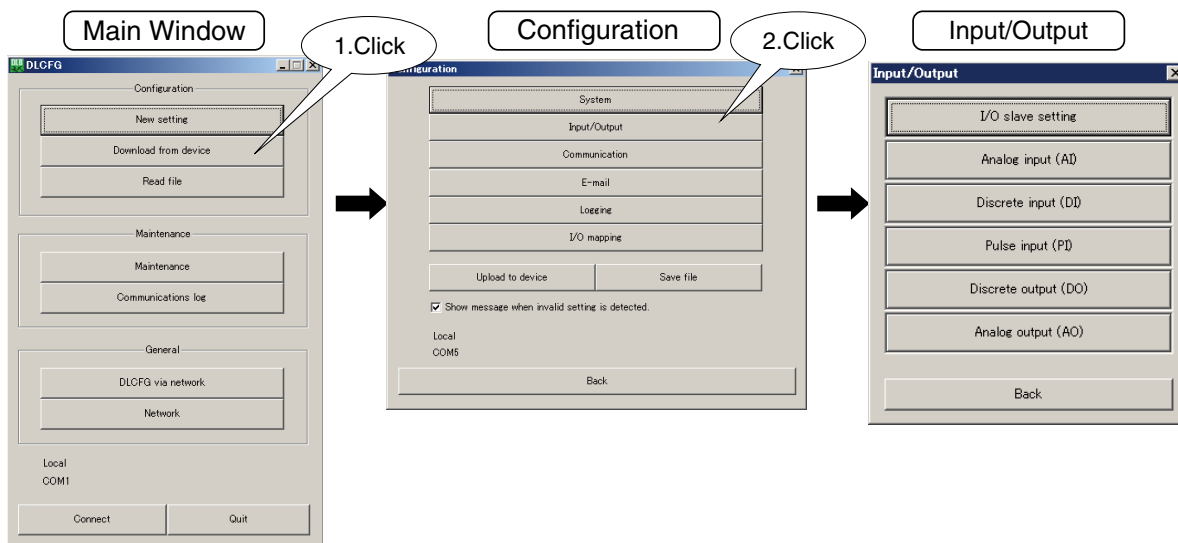 Main Window
1.Click
DLCFG
Configuration
New setting
Download from device
Read file
Maintenance
Maintenance
Communications log
General
DLCFG via network
Network
Local
COM1
Connect
Quit
Configuration
2.Click
System
Input/Output
Communication
E-mail
Logging
I/O mapping
Upload to device
Save file
Show message when invalid setting is detected.
Local
COM5
Back
Input/Output
Input/Output
I/O slave setting
Analog input (AI)
Discrete input (DI)
Pulse input (PI)
Discrete output (DO)
Analog output (AO)
Back